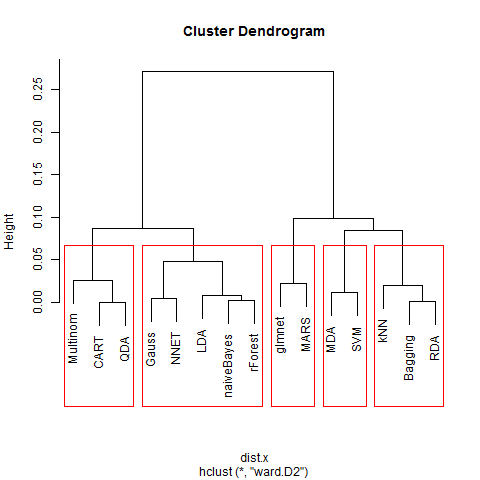 Cluster Dendrogram
Height
0.25
0.20
0.15
0.10
0.05
0.00
Multinom
CART
QDA
Gauss
NNET
LDA
naiveBayes
rForest
glmnet
MARS
MDA
SVM
kNN
Bagging
RDA
dist.x
hclust (*, "ward.D2")